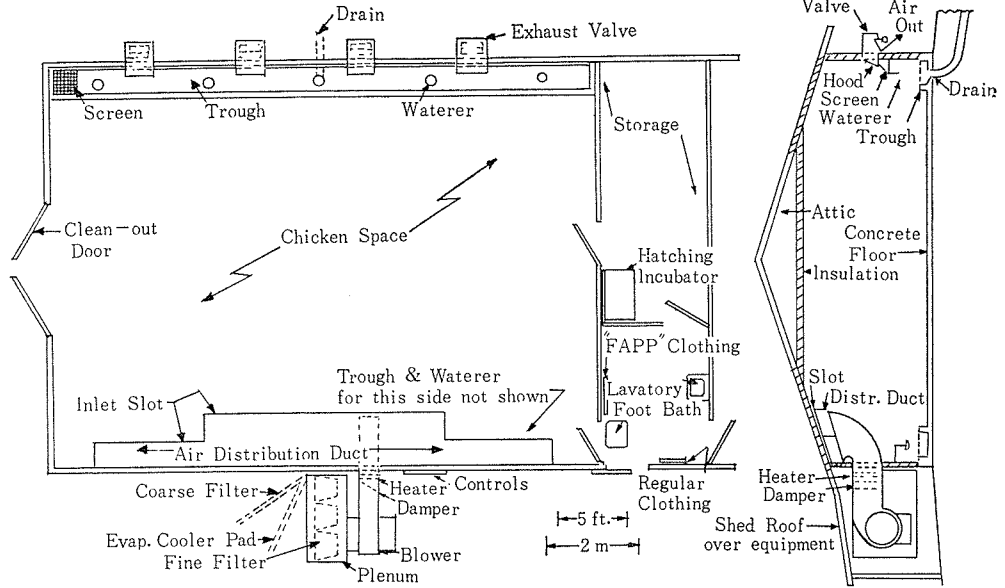 Drain
Exhaust Valve
Screen
Trough
Waterer
Storage
Clean-out
Door
Chicken Space
Hatching
Incubator
"FAPP" Clothing
Trough & Waterer
for this side not shown
Inlet Slot
Lavatory
Foot Bath
Air Distribution Duct
Coarse Filter
Heater
Controls
Damper
Regular
Clothing
Evap. Cooler Pad
Fine Filter
Blower
Plenum
5 ft.
2 m
Valve
Air
Out
Hood
Screen
Waterer
Trough
Drain
Attic
Concrete
Floor
Insulation
Slot
Distr. Duct
Heater
Damper
Shed Roof
over equipment